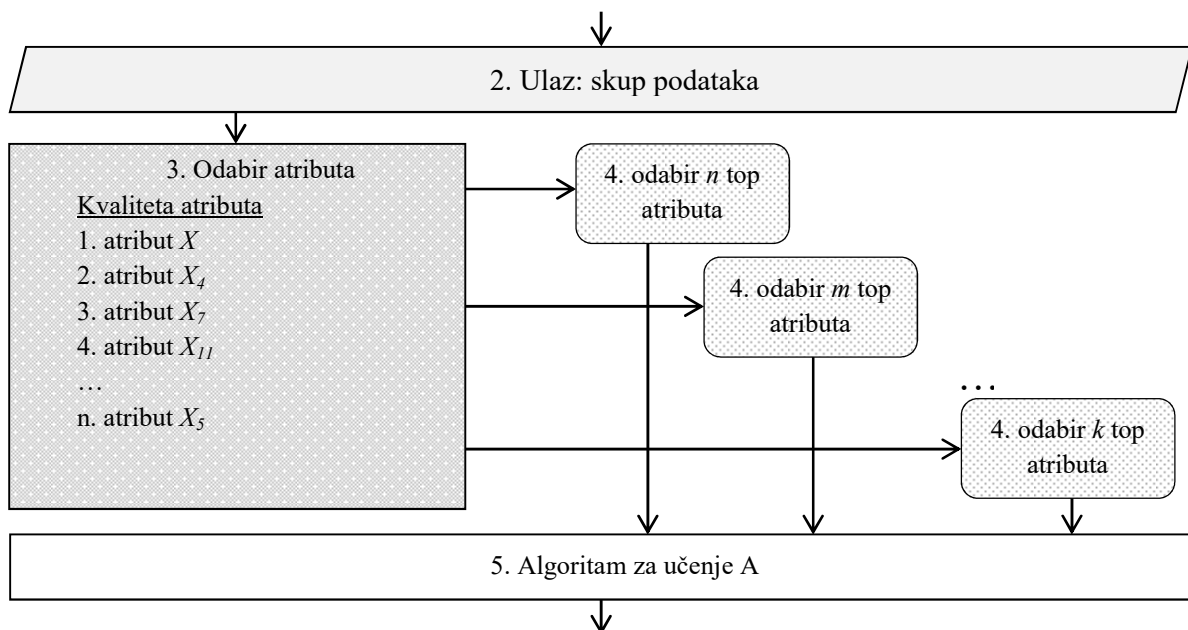 2. Ulaz: skup podataka
3. Odabir atributa
Kvaliteta atributa
1. atribut X
2. atribut X4
3. atribut X7
4. atribut X11
…
n. atribut X5
4. odabir n top
atributa
4. odabir m top
atributa
…
4. odabir k top
atributa
5. Algoritam za učenje A